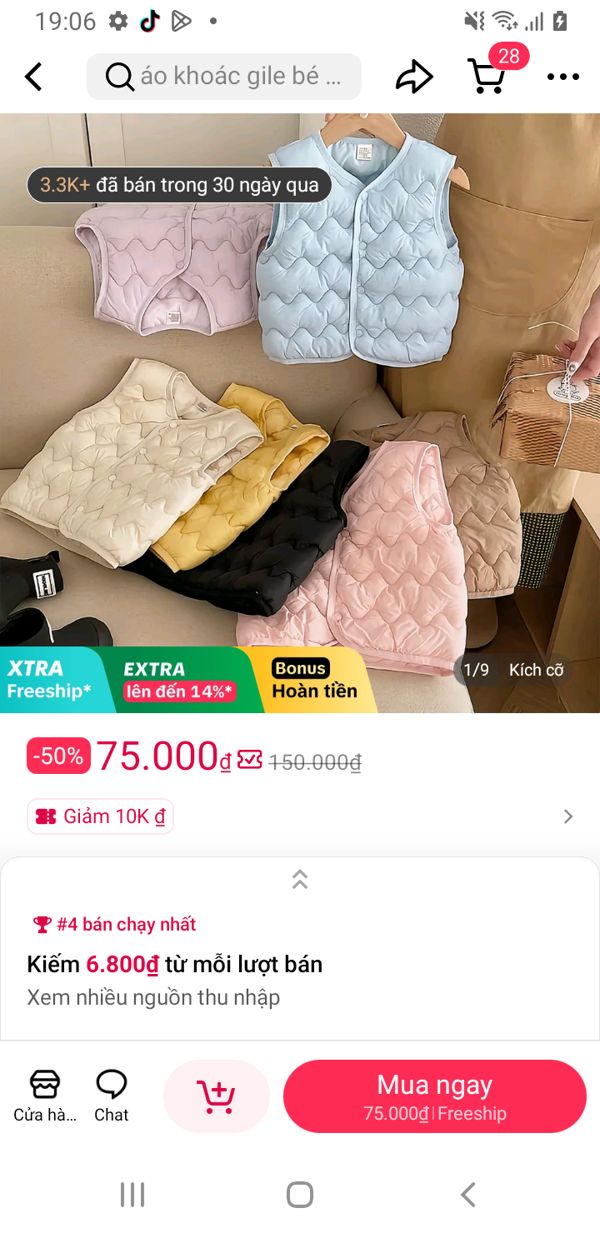 19:06
28
áo khoác gile bé ...
3.3K+ đã bán trong 30 ngày qua
XTRA
Freeship*
EXTRA
lên đến 14%*
Bonus
Hoàn tiền
1/9 Kích cỡ
-50% 75.000₫ 150.000₫
Giảm 10K ₫
#4 bán chạy nhất
Kiếm 6.800₫ từ mỗi lượt bán
Xem nhiều nguồn thu nhập
Cửa hà...
Chat
Mua ngay
75.000₫ | Freeship